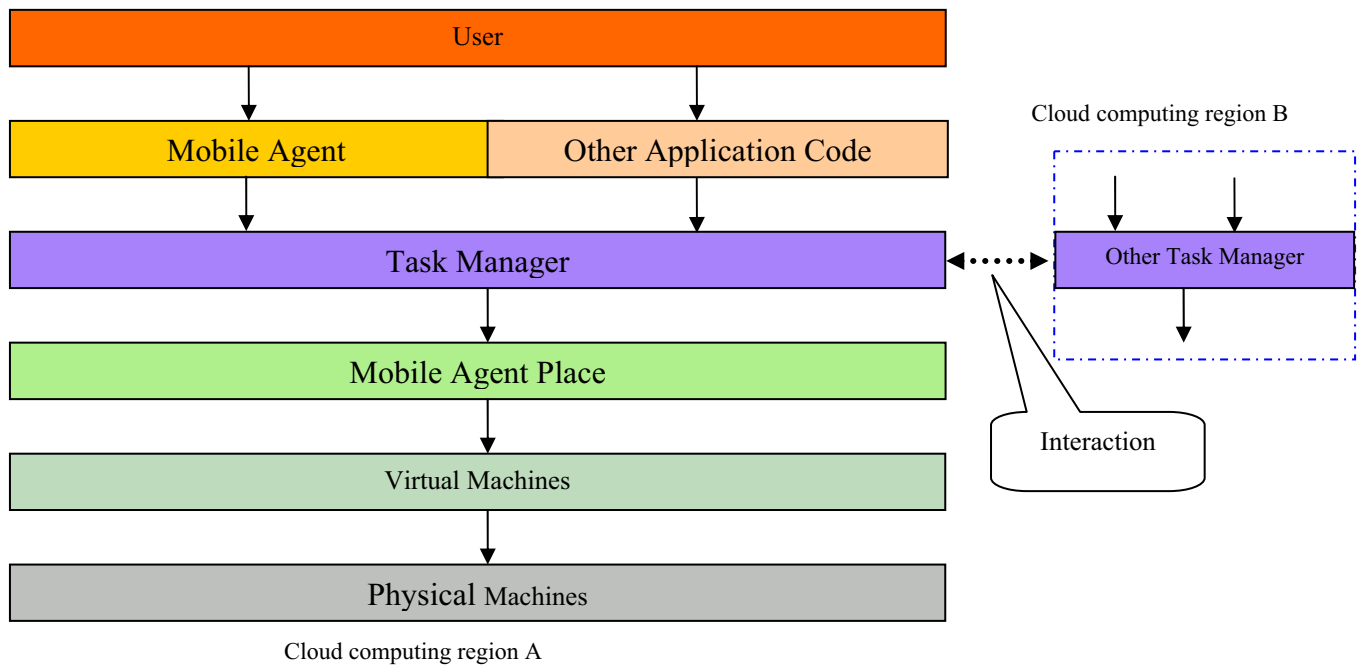 User
Cloud computing region B
Mobile Agent
Other Application Code
Task Manager
Other Task Manager
Mobile Agent Place
Interaction
Virtual Machines
Physical Machines
Cloud computing region A